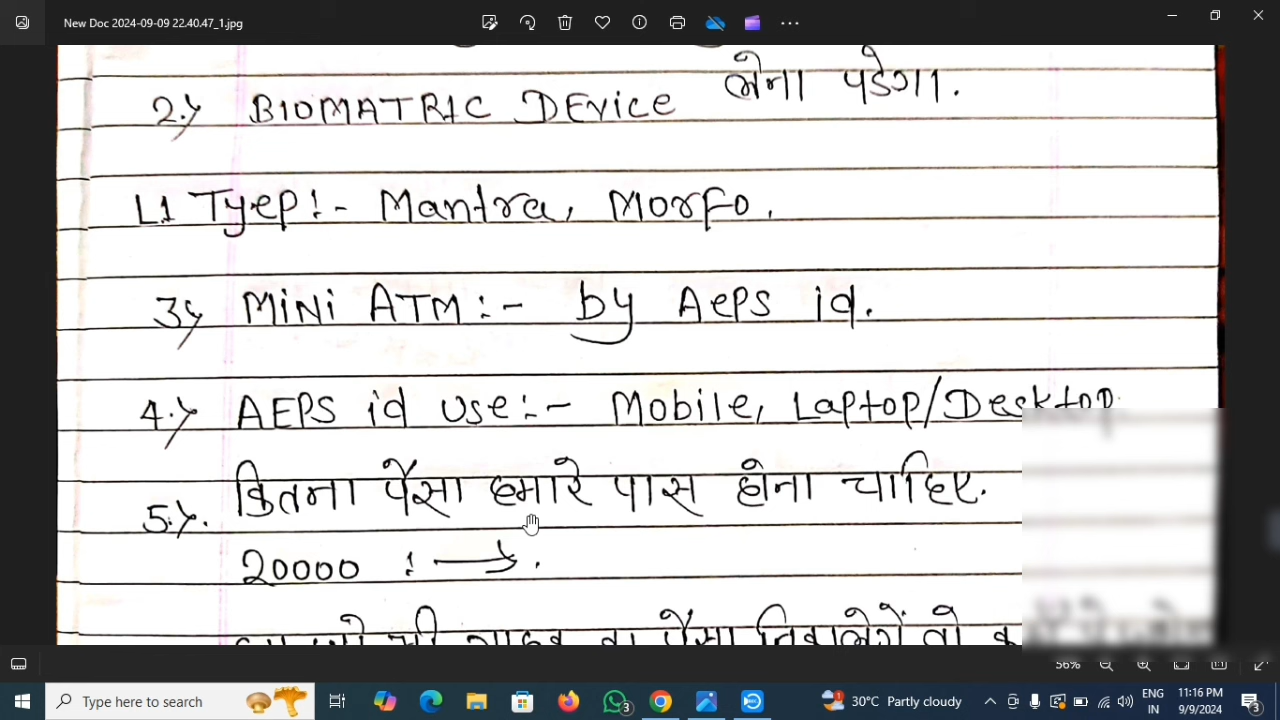 New Doc 2024-09-09 22.40.47_1.jpg
लेना पडेगा.
2.> BIOMATRIC DEVICE
L1 Tyep:- Mantra, Morfo.
3> MINI ATM:- by AePS id.
4.> AEPS id use:- Mobile, Laptop/Desktop.
5.>. कितना पैंसा हमारे पास होना चाहिए.
20000 :→.
56%
Type here to search
3
30°C Partly cloudy
ENG
IN
11:16 PM
9/9/2024
3